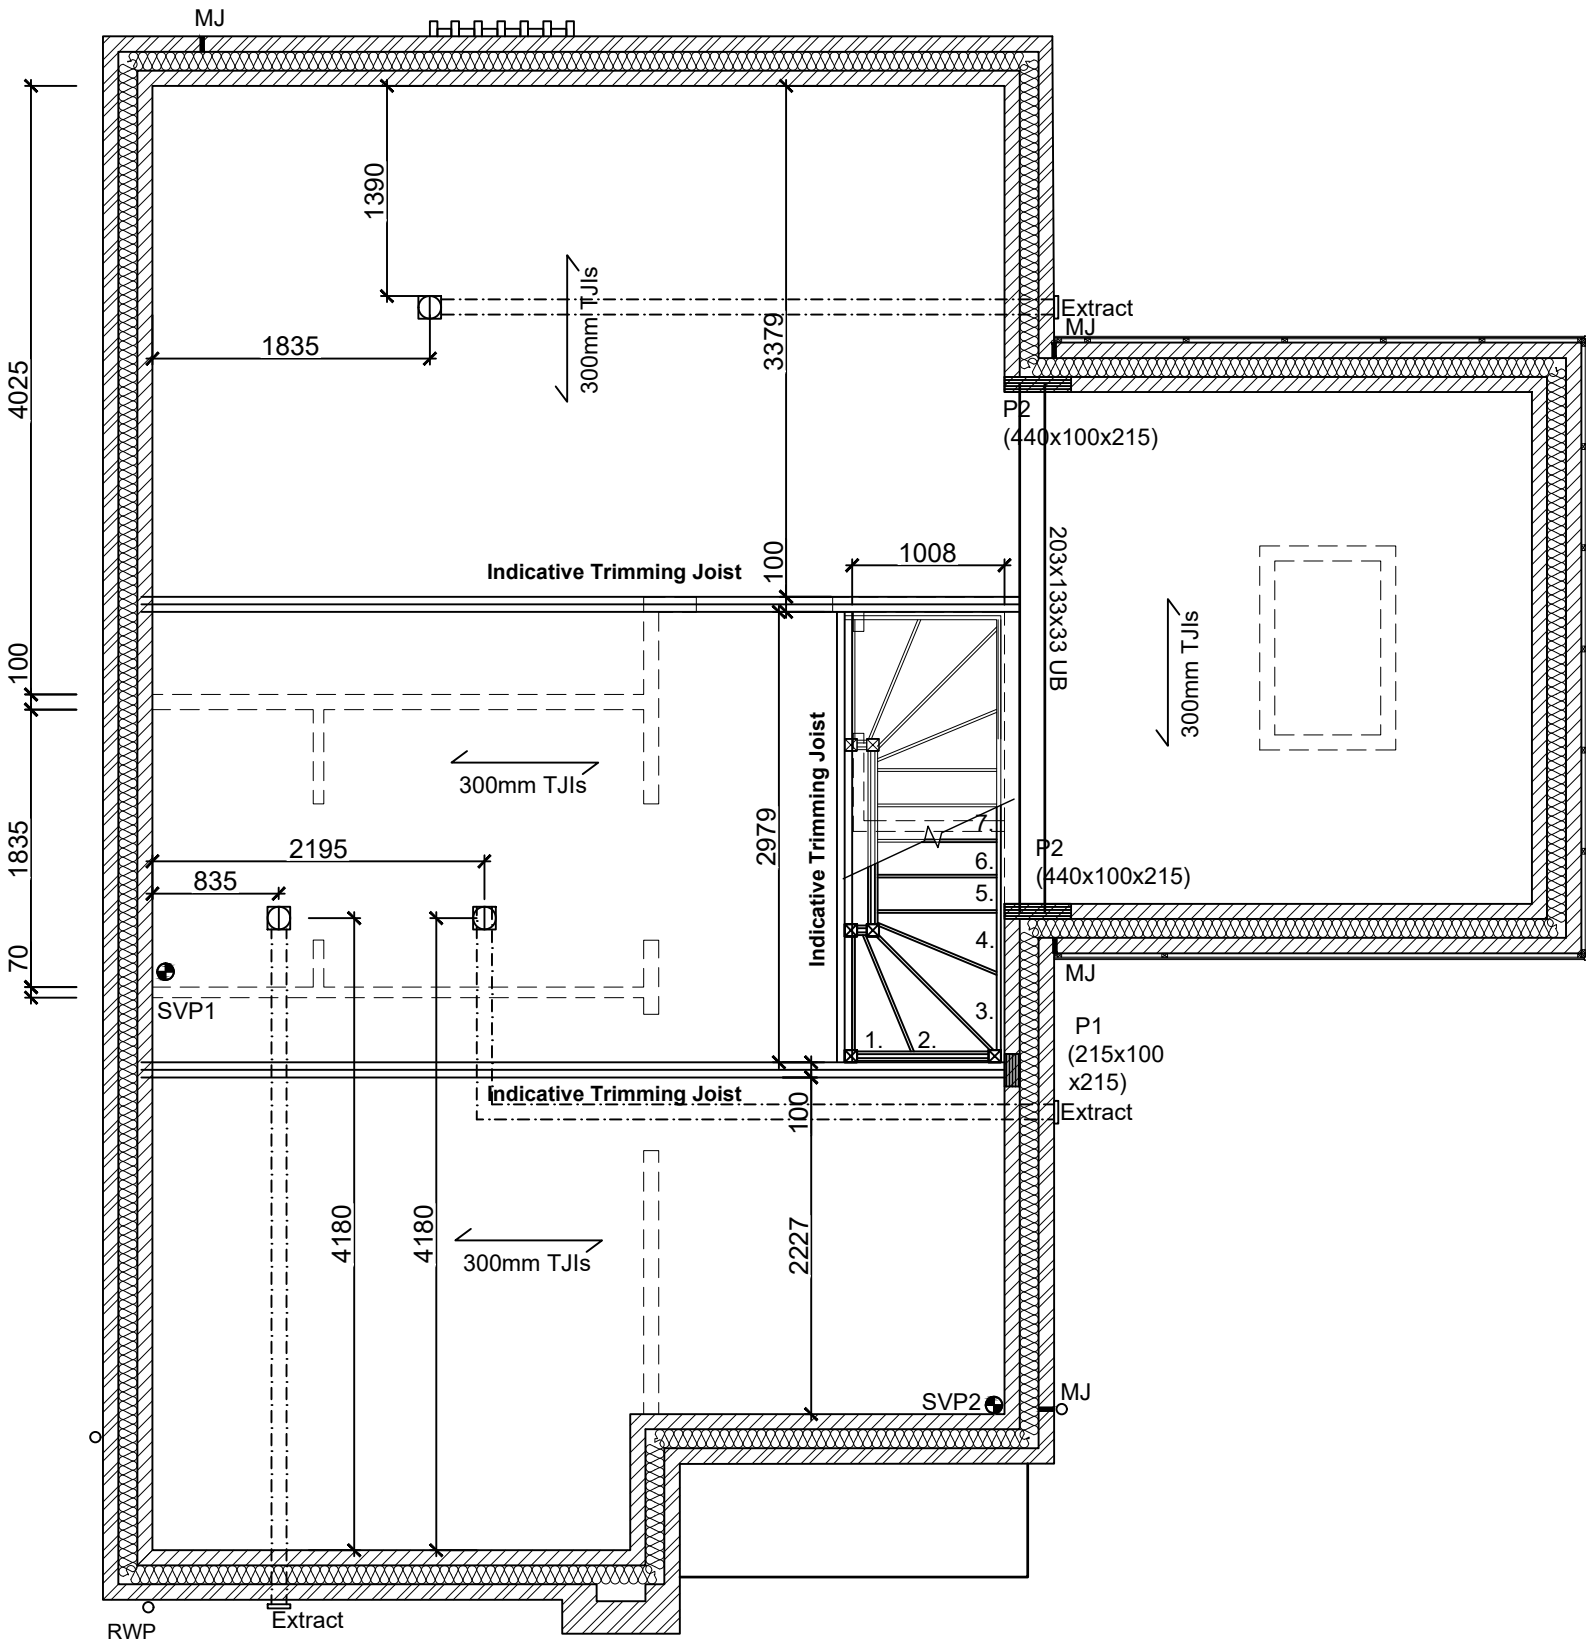 MJ
1390
300mm TJIs
3379
Extract
MJ
1835
4025
P2
(440x100x215)
100
1008
Indicative Trimming Joist
203x133x33 UB
300mm TJIs
100
Indicative Trimming Joist
300mm TJIs
2979
7.
1835
2195
P2
6.
(440x100x215)
835
5.
4.
70
MJ
SVP1
3.
P1
1.
2.
(215x100
x215)
Indicative Trimming Joist
100
Extract
4180
4180
2227
300mm TJIs
SVP2
MJ
Extract
RWP